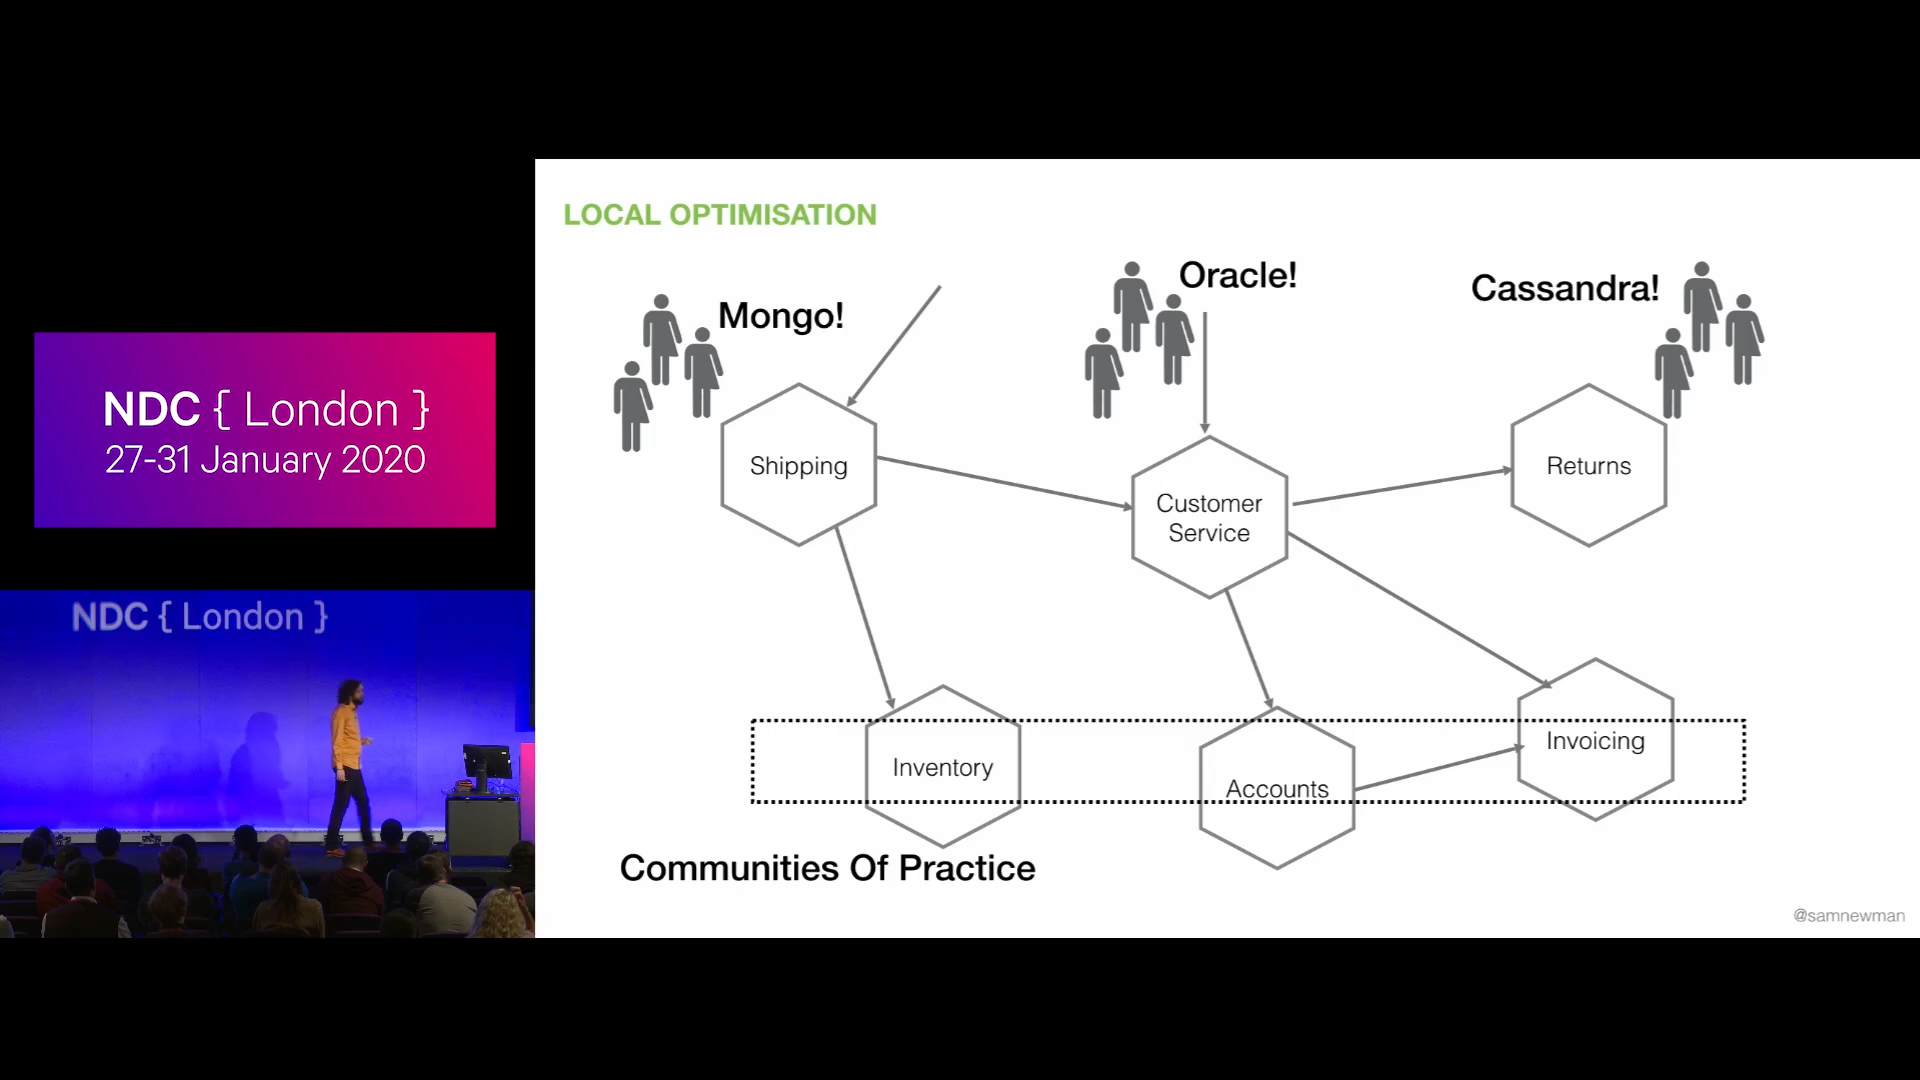 NDC { London }
27-31 January 2020
NDC { London }
LOCAL OPTIMISATION
Mongo!
Oracle!
Cassandra!
Shipping
Customer
Service
Returns
Inventory
Accounts
Invoicing
Communities Of Practice
@samnewman